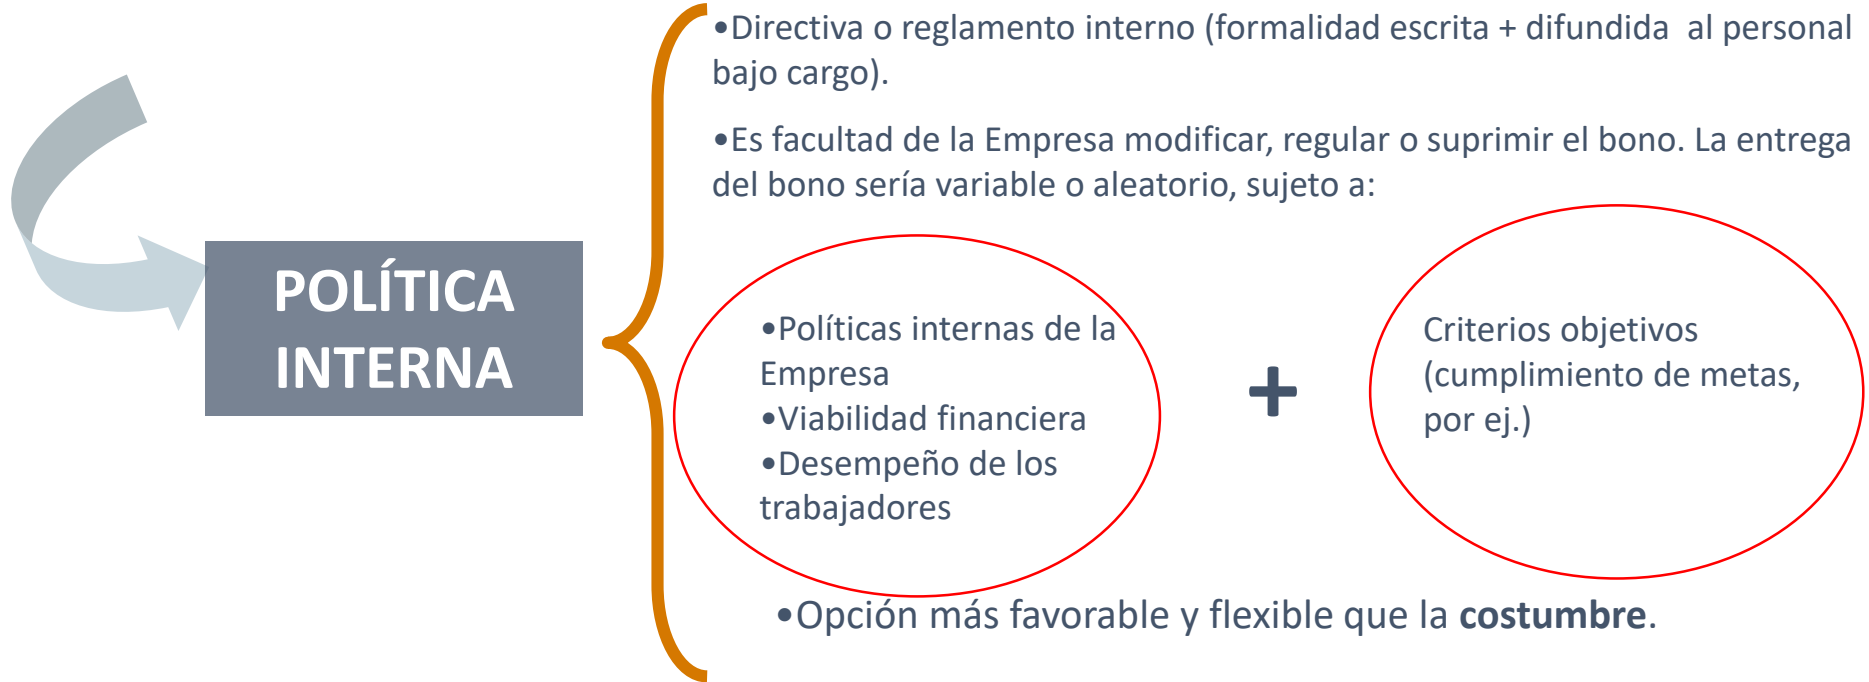 •Directiva o reglamento interno (formalidad escrita + difundida al personal
bajo cargo).
•Es facultad de la Empresa modificar, regular o suprimir el bono. La entrega
del bono sería variable o aleatorio, sujeto a:
POLÍTICA
INTERNA
•Políticas internas de la
Empresa
•Viabilidad financiera
•Desempeño de los
trabajadores
+
Criterios objetivos
(cumplimiento de metas,
por ej.)
•Opción más favorable y flexible que la costumbre.